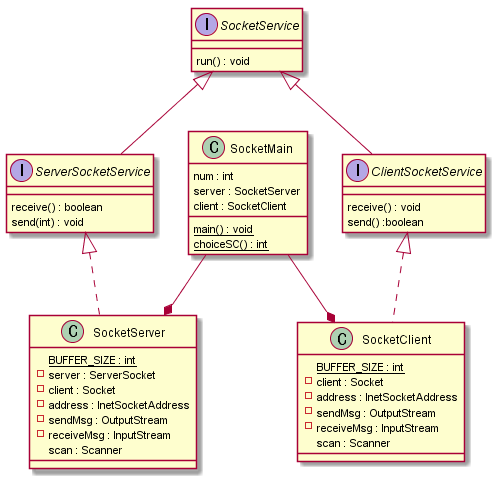 I SocketService
run() : void
I ServerSocketService
receive() : boolean
send(int) : void
C SocketMain
num : int
server : SocketServer
client : SocketClient
main() : void
choiceSC() : int
I ClientSocketService
receive() : void
send() :boolean
C SocketServer
BUFFER_SIZE : int
server : ServerSocket
client : Socket
address : InetSocketAddress
sendMsg : OutputStream
receiveMsg : InputStream
scan : Scanner
C SocketClient
BUFFER_SIZE : int
client : Socket
address : InetSocketAddress
sendMsg : OutputStream
receiveMsg : InputStream
scan : Scanner